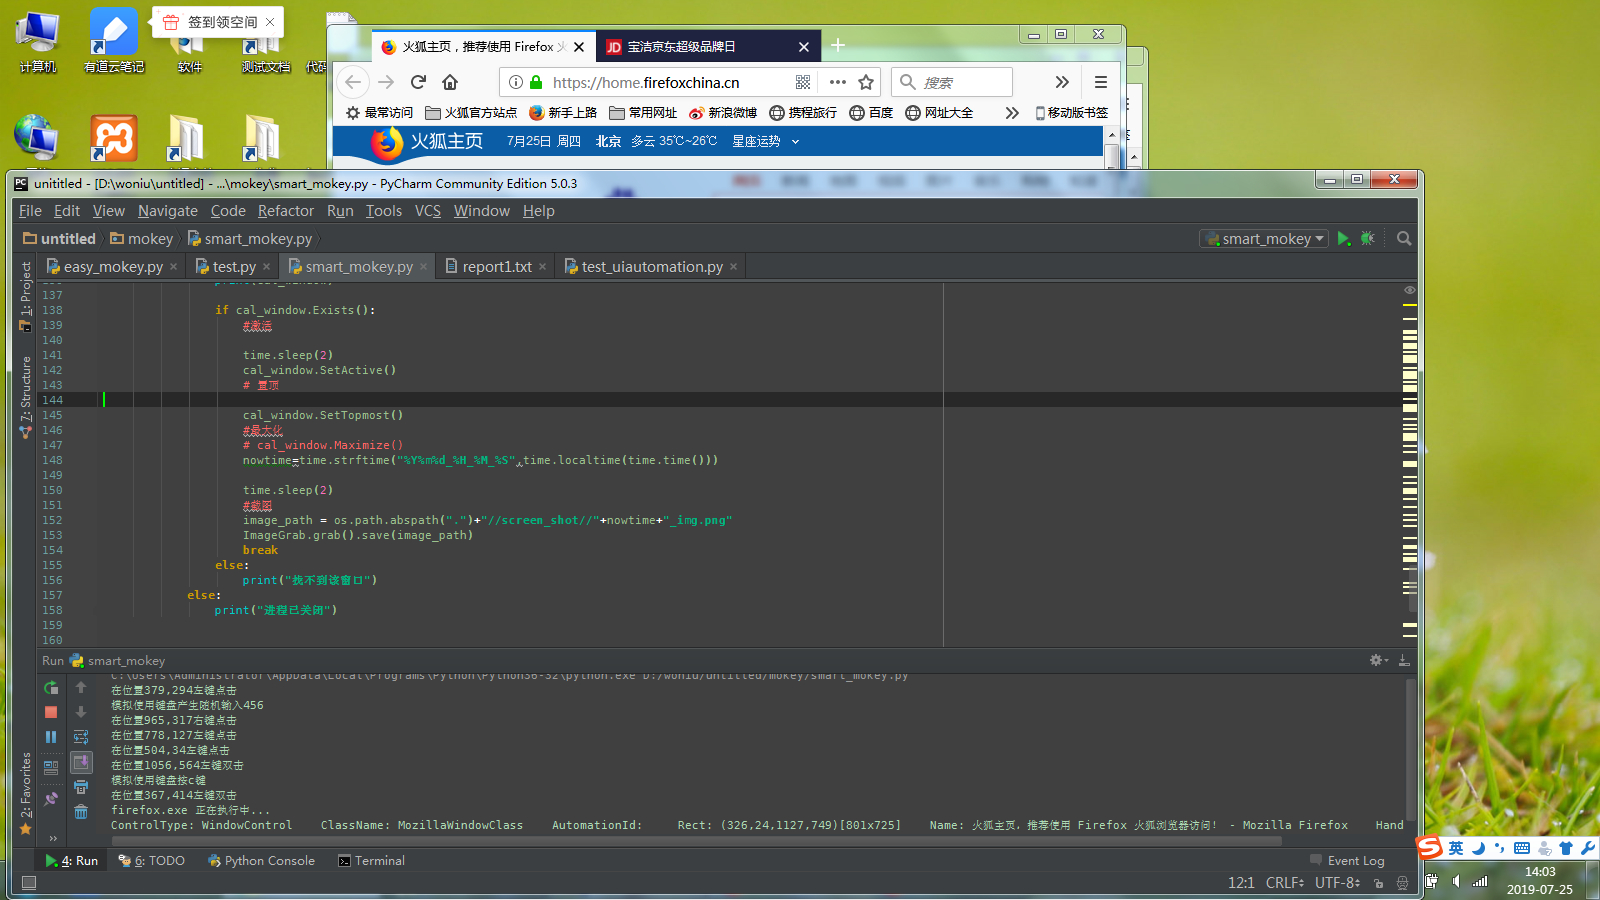 签到领空间
计算机
有道云笔记
软件
测试文档
火狐主页，推荐使用 Firefox
宝洁京东超级品牌日
https://home.firefoxchina.cn
搜索
最常访问
火狐官方站点
新手上路
常用网址
新浪微博
携程旅行
百度
网址大全
移动版书签
火狐主页
7月25日 周四
北京
多云 35℃~26℃
星座运势
unititled - [D:\woniu\untitled] - ...\mokey\smart_mokey.py - PyCharm Community Edition 5.0.3
File Edit View Navigate Code Refactor Run Tools VCS Window Help
untitled mokey smart_mokey.py
smart_mokey
easy_mokey.py
test.py
smart_mokey.py
report1.txt
test_uiautomation.py
1: Project
7: Structure
2: Favorites
137
138 if cal_window.Exists():
139 #激活
140
141 time.sleep(2)
142 cal_window.SetActive()
143 # 置顶
144
145 cal_window.SetTopmost()
146 #最大化
147 # cal_window.Maximize()
148 nowtime=time.strftime("%Y%m%d_%H_%M_%S",time.localtime(time.time()))
149
150 time.sleep(2)
151 #截图
152 image_path = os.path.abspath(".")+"//screen_shot//"+nowtime+"_img.png"
153 ImageGrab.grab().save(image_path)
154 break
155 else:
156 print("找不到该窗口")
157 else:
158 print("进程已关闭")
159
160
Run smart_mokey
C:\Users\Administrator\AppData\Local\Programs\Python\Python36-32\python.exe D:/woniu/untitled/mokey/smart_mokey.py
在位置379,294左键点击
模拟使用键盘产生随机输入456
在位置965,317右键点击
在位置778,127左键点击
在位置504,34左键点击
在位置1056,564左键双击
模拟使用键盘按c键
在位置367,414左键双击
firefox.exe 正在执行中...
ControlType: WindowControl ClassName: MozillaWindowClass AutomationId: Rect: (326,24,1127,749)[801x725] Name: 火狐主页，推荐使用 Firefox 火狐浏览器访问！ - Mozilla Firefox Hand
4: Run
6: TODO
Python Console
Terminal
Event Log
12:1 CRLF UTF-8
英
14:03
2019-07-25